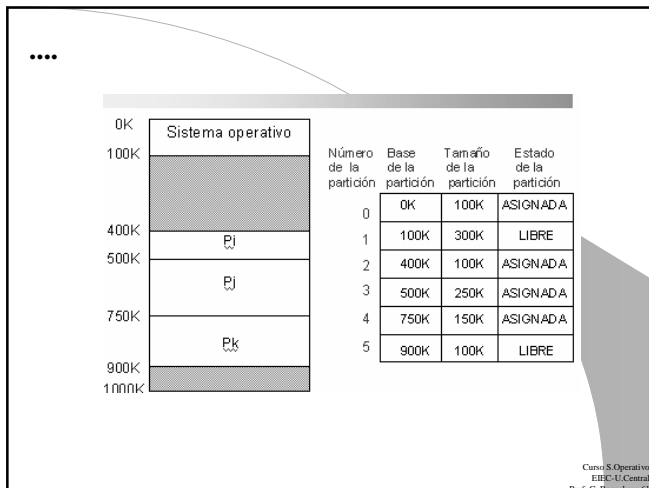 ....
0K
Sistema operativo
100K
400K
Pi
500K
Pj
750K
Pk
900K
1000K
Número de la partición
Base de la partición
Tamaño de la partición
Estado de la partición
0 0K 100K ASIGNADA
1 100K 300K LIBRE
2 400K 100K ASIGNADA
3 500K 250K ASIGNADA
4 750K 150K ASIGNADA
5 900K 100K LIBRE
Curso S.Operativo
EIEC-U.Central